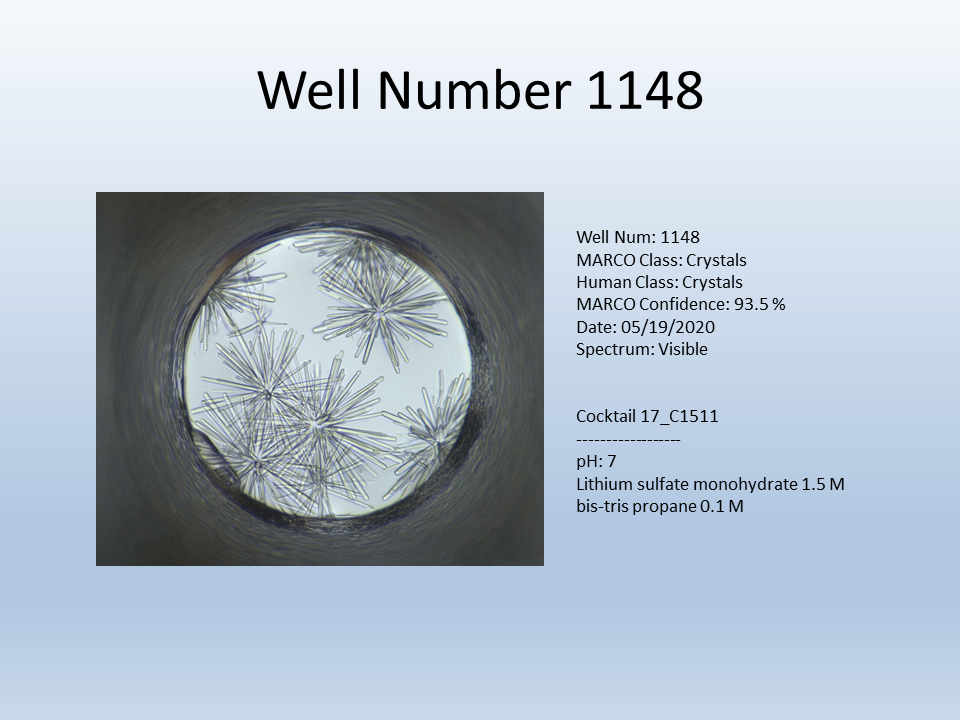 Well Number 1148
Well Num: 1148
MARCO Class: Crystals
Human Class: Crystals
MARCO Confidence: 93.5 %
Date: 05/19/2020
Spectrum: Visible
Cocktail 17_C1511
------------------
pH: 7
Lithium sulfate monohydrate 1.5 M
bis-tris propane 0.1 M